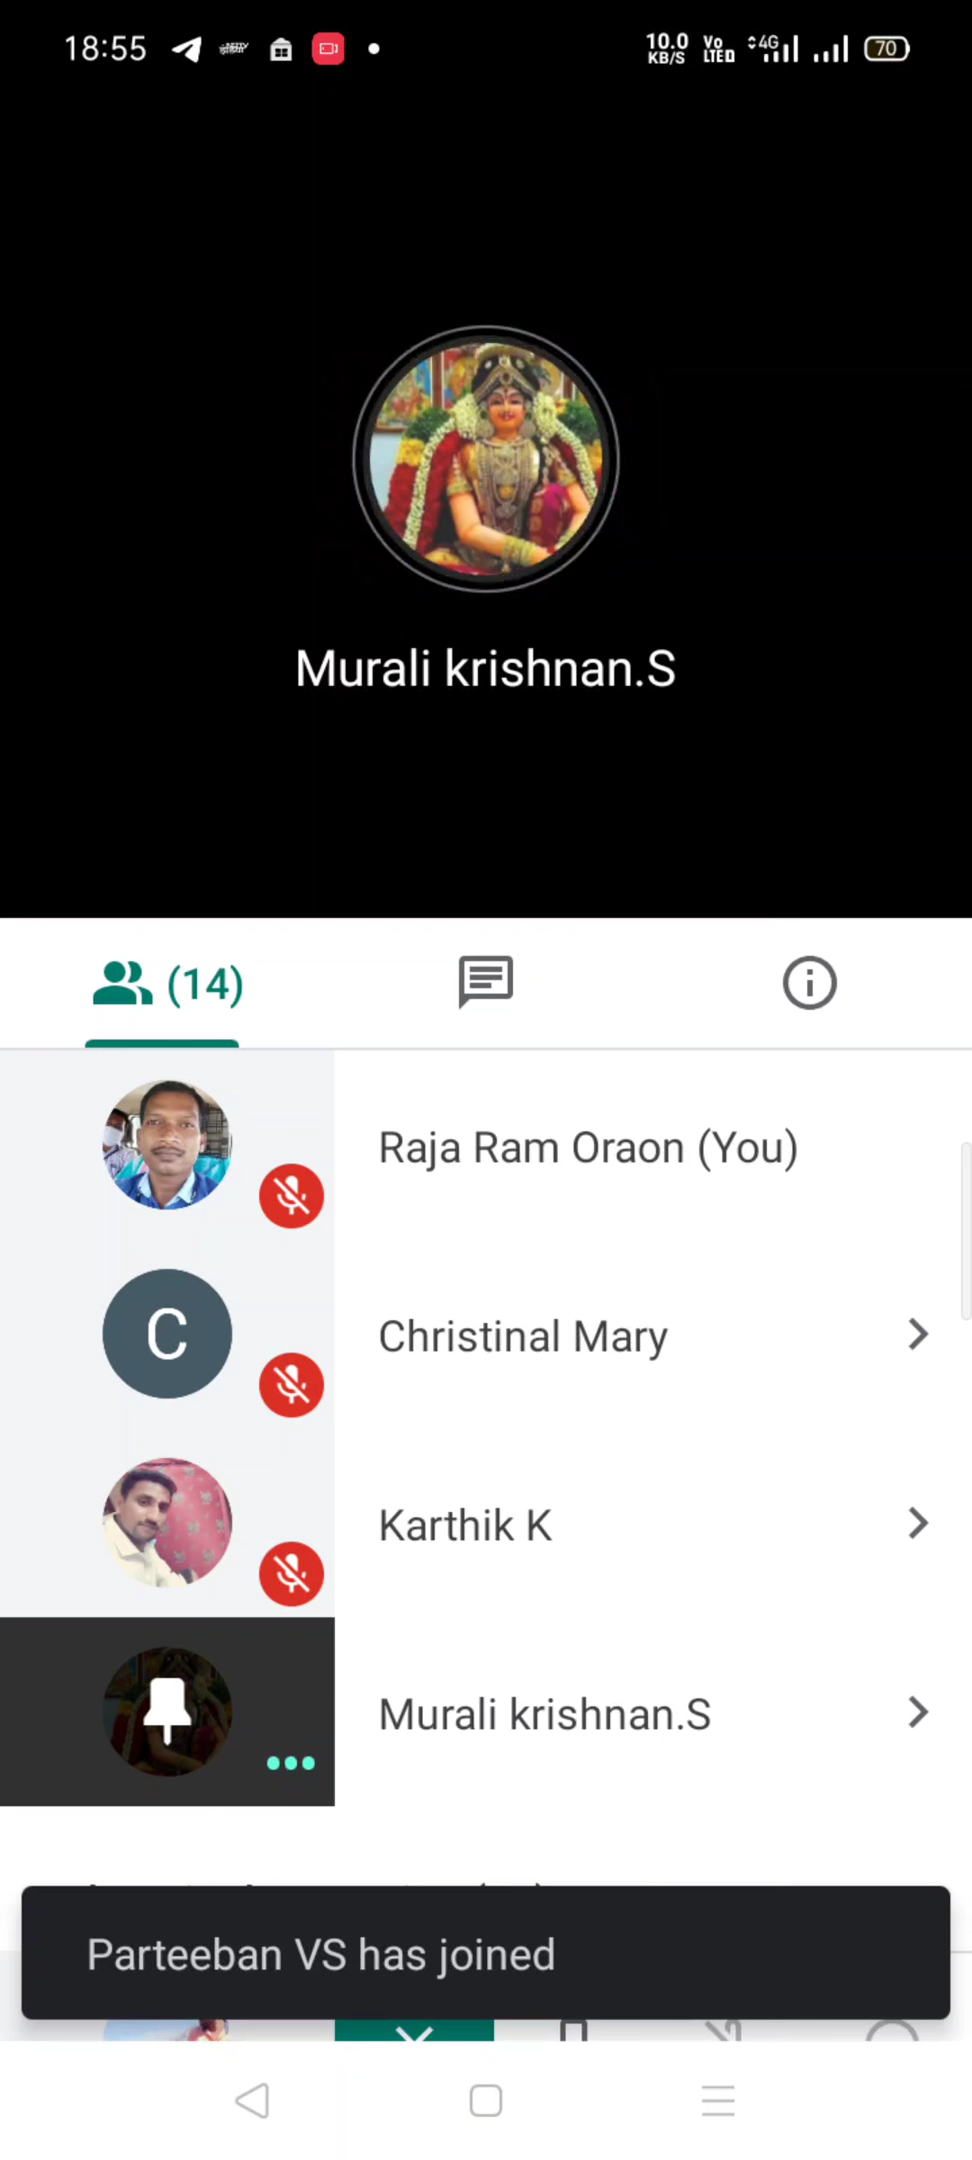 18:55
10.0 KB/S Vo LTED 4G 70
Murali krishnan.S
(14)
Raja Ram Oraon (You)
C
Christinal Mary
Karthik K
Murali krishnan.S
Parteeban VS has joined